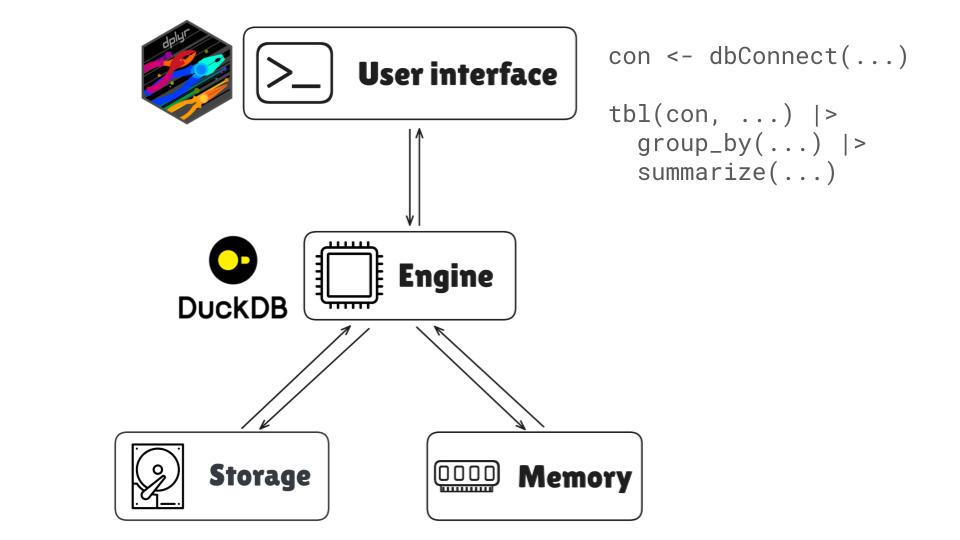 dplyr
>_
User interface
con <- dbConnect(...)
tbl(con, ...) |>
  group_by(...) |>
  summarize(...)
DuckDB
Engine
Storage
Memory